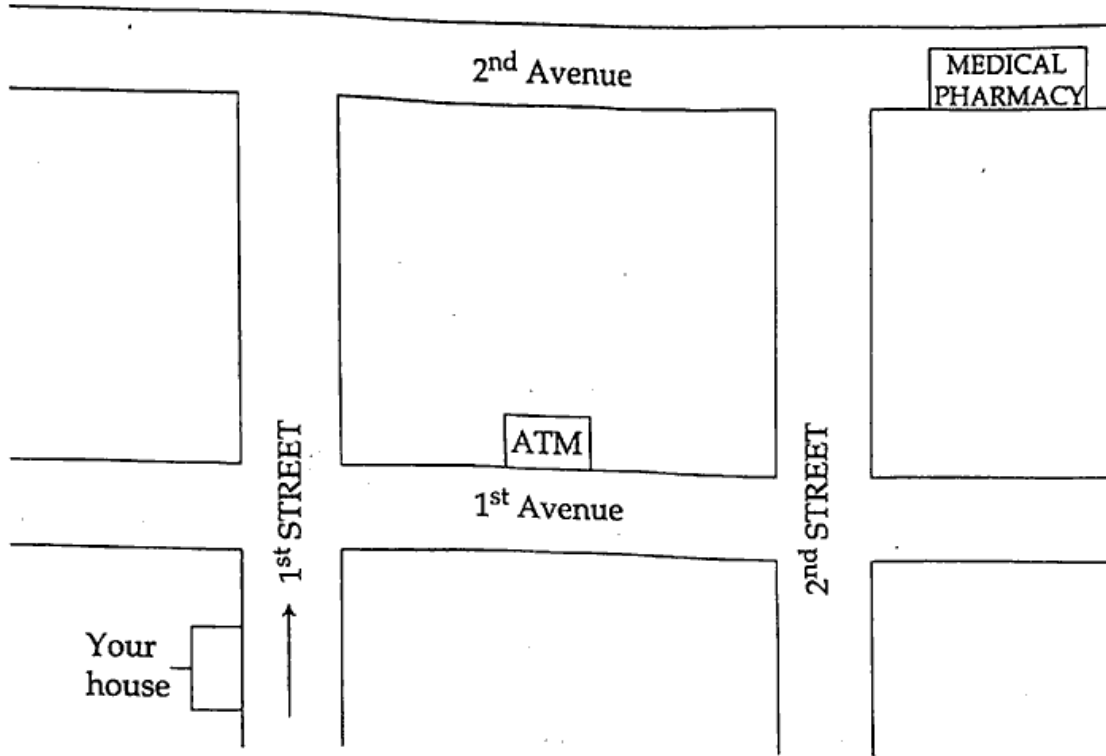 2nd Avenue
MEDICAL
PHARMACY
ATM
1st STREET
1st Avenue
2nd STREET
Your
house